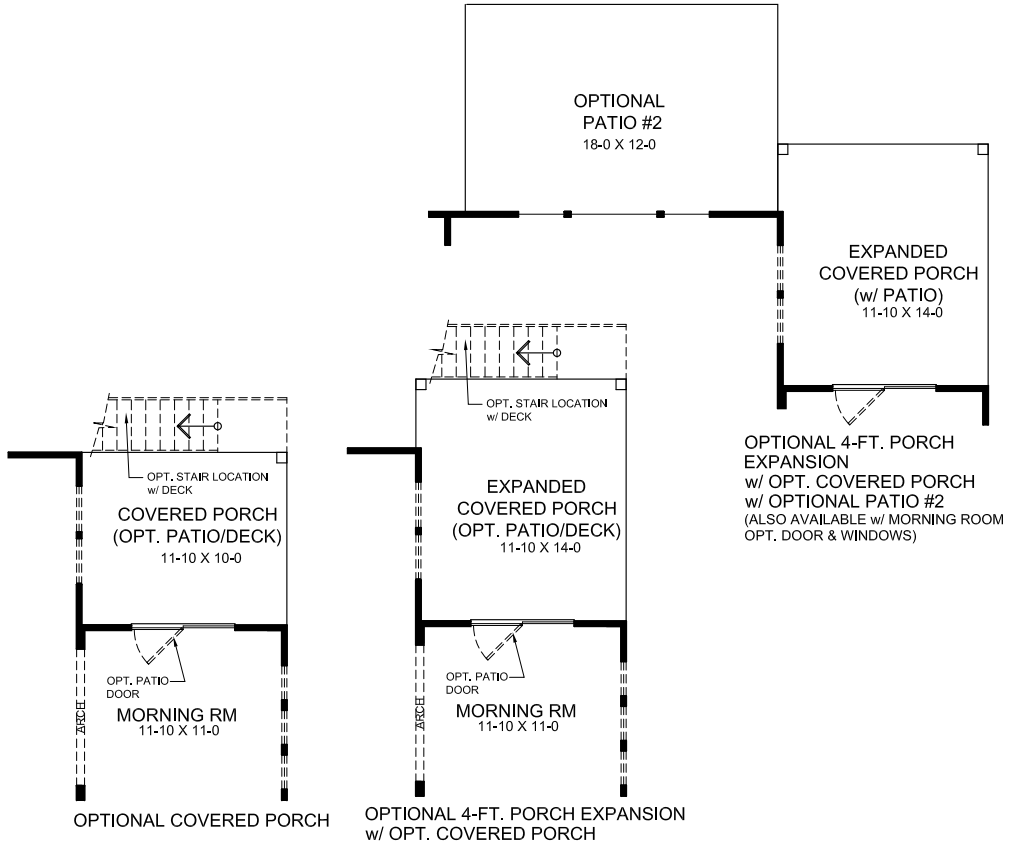 OPTIONAL
PATIO #2
18-0 X 12-0
EXPANDED
COVERED PORCH
(w/ PATIO)
11-10 X 14-0
OPTIONAL 4-FT. PORCH
EXPANSION
w/ OPT. COVERED PORCH
w/ OPTIONAL PATIO #2
(ALSO AVAILABLE w/ MORNING ROOM
OPT. DOOR & WINDOWS)
OPT. STAIR LOCATION
w/ DECK
COVERED PORCH
(OPT. PATIO/DECK)
11-10 X 10-0
OPT. PATIO
DOOR
ARCH
MORNING RM
11-10 X 11-0
OPTIONAL COVERED PORCH
OPT. STAIR LOCATION
w/ DECK
EXPANDED
COVERED PORCH
(OPT. PATIO/DECK)
11-10 X 14-0
OPT. PATIO
DOOR
ARCH
MORNING RM
11-10 X 11-0
OPTIONAL 4-FT. PORCH EXPANSION
w/ OPT. COVERED PORCH